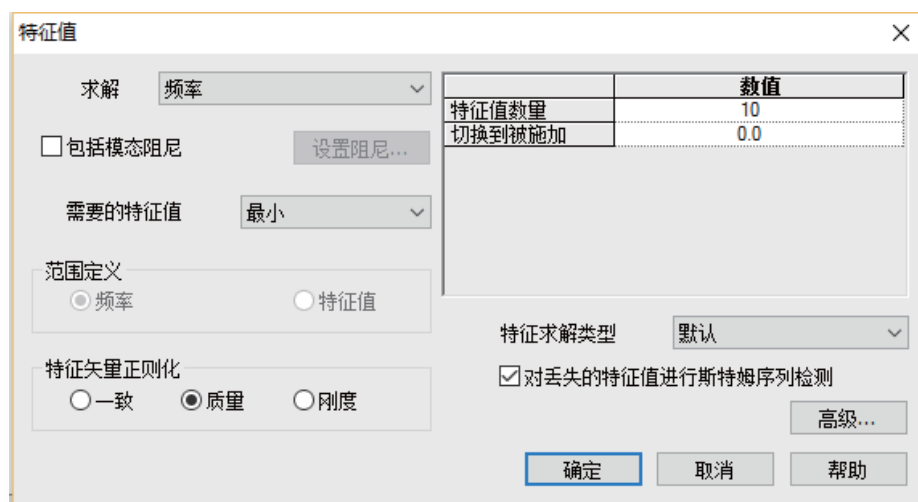 特征值
求解 频率
包括模态阻尼 设置阻尼...
需要的特征值 最小
范围定义
频率 特征值
特征矢量正则化
一致 质量 刚度
数值
特征值数量 10
切换到被施加 0.0
特征求解类型 默认
对丢失的特征值进行斯特姆序列检测
高级...
确定 取消 帮助